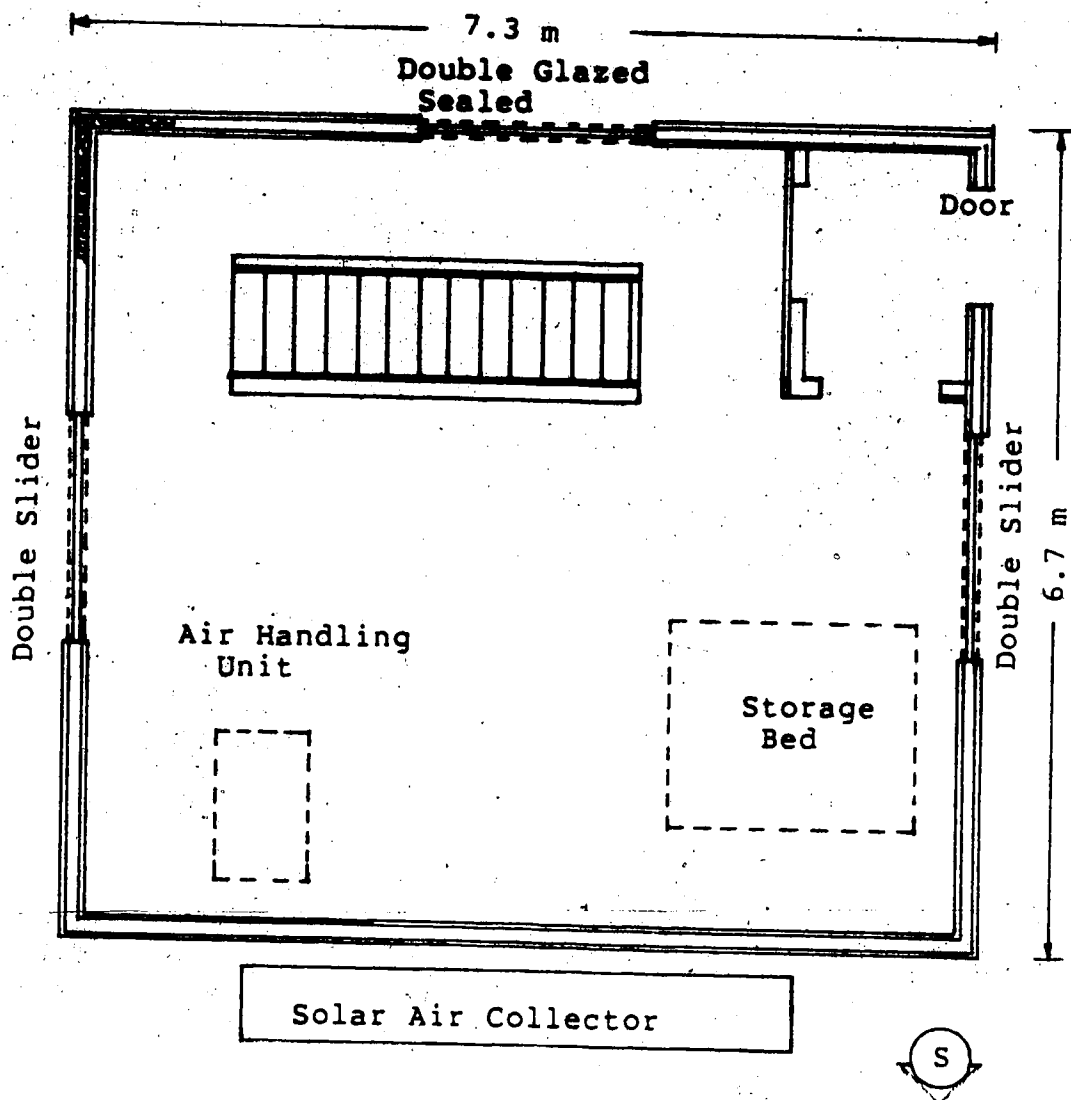 7.3 m
Double Glazed
Sealed
Door
Double Slider
Double Slider
6.7 m
Air Handling
Unit
Storage
Bed
Solar Air Collector
S